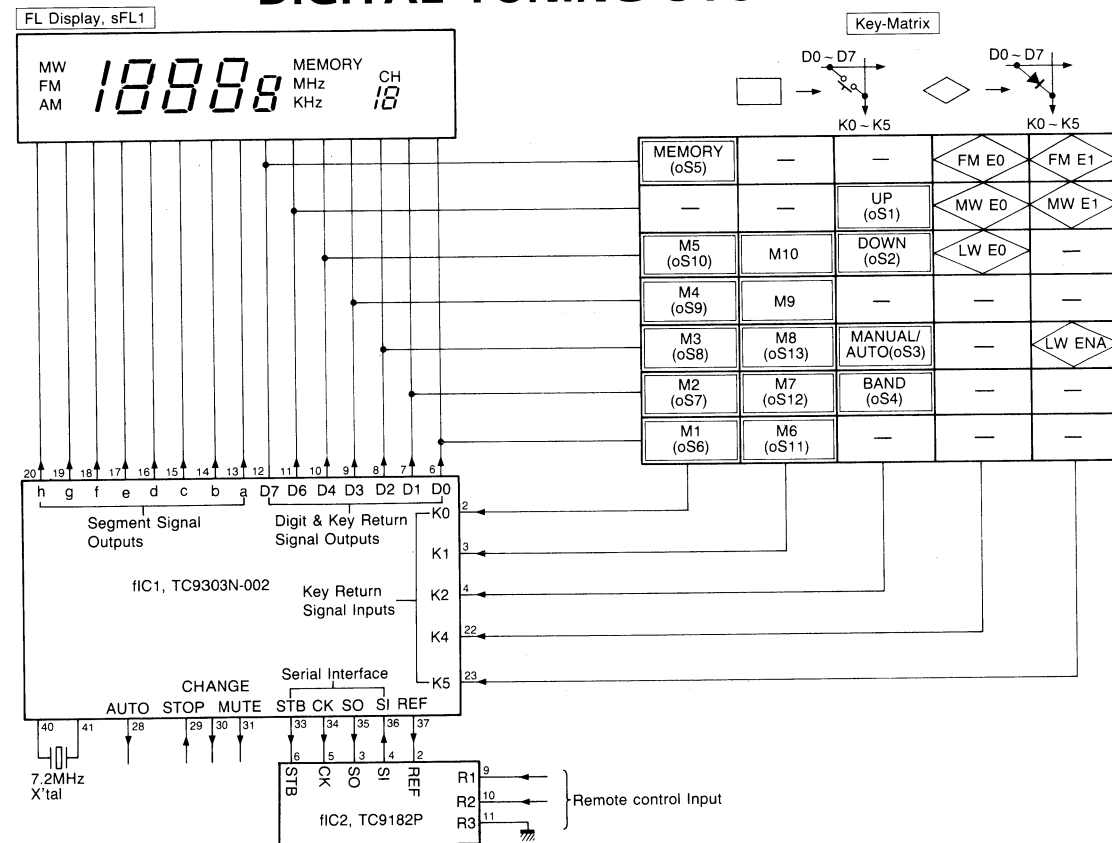 DIGITAL TUNING SYS
FL Display, sFL1
Key-Matrix
MW
FM
AM
18888
MEMORY
MHz
KHz
CH
18
D0 ~ D7
K0 ~ K5
D0 ~ D7
K0 ~ K5
MEMORY (oS5) — — FM E0 FM E1
— — UP (oS1) MW E0 MW E1
M5 (oS10) M10 DOWN (oS2) LW E0 —
M4 (oS9) M9 — — —
M3 (oS8) M8 (oS13) MANUAL/AUTO(oS3) — LW ENA
M2 (oS7) M7 (oS12) BAND (oS4) — —
M1 (oS6) M6 (oS11) — — —
20 19 18 17 16 15 14 13 12 11 10 9 8 7 6
h g f e d c b a D7 D6 D4 D3 D2 D1 D0
Segment Signal
Outputs
Digit & Key Return
Signal Outputs
K0 2
K1 3
K2 4
K4 22
K5 23
fIC1, TC9303N-002
Key Return
Signal Inputs
Serial Interface
CHANGE
AUTO STOP MUTE STB CK SO SI REF
40 41 28 29 30 31 33 34 35 36 37
7.2MHz
X'tal
6 5 3 4 2
STB CK SO SI REF
fIC2, TC9182P
R1 9
R2 10
R3 11
Remote control Input